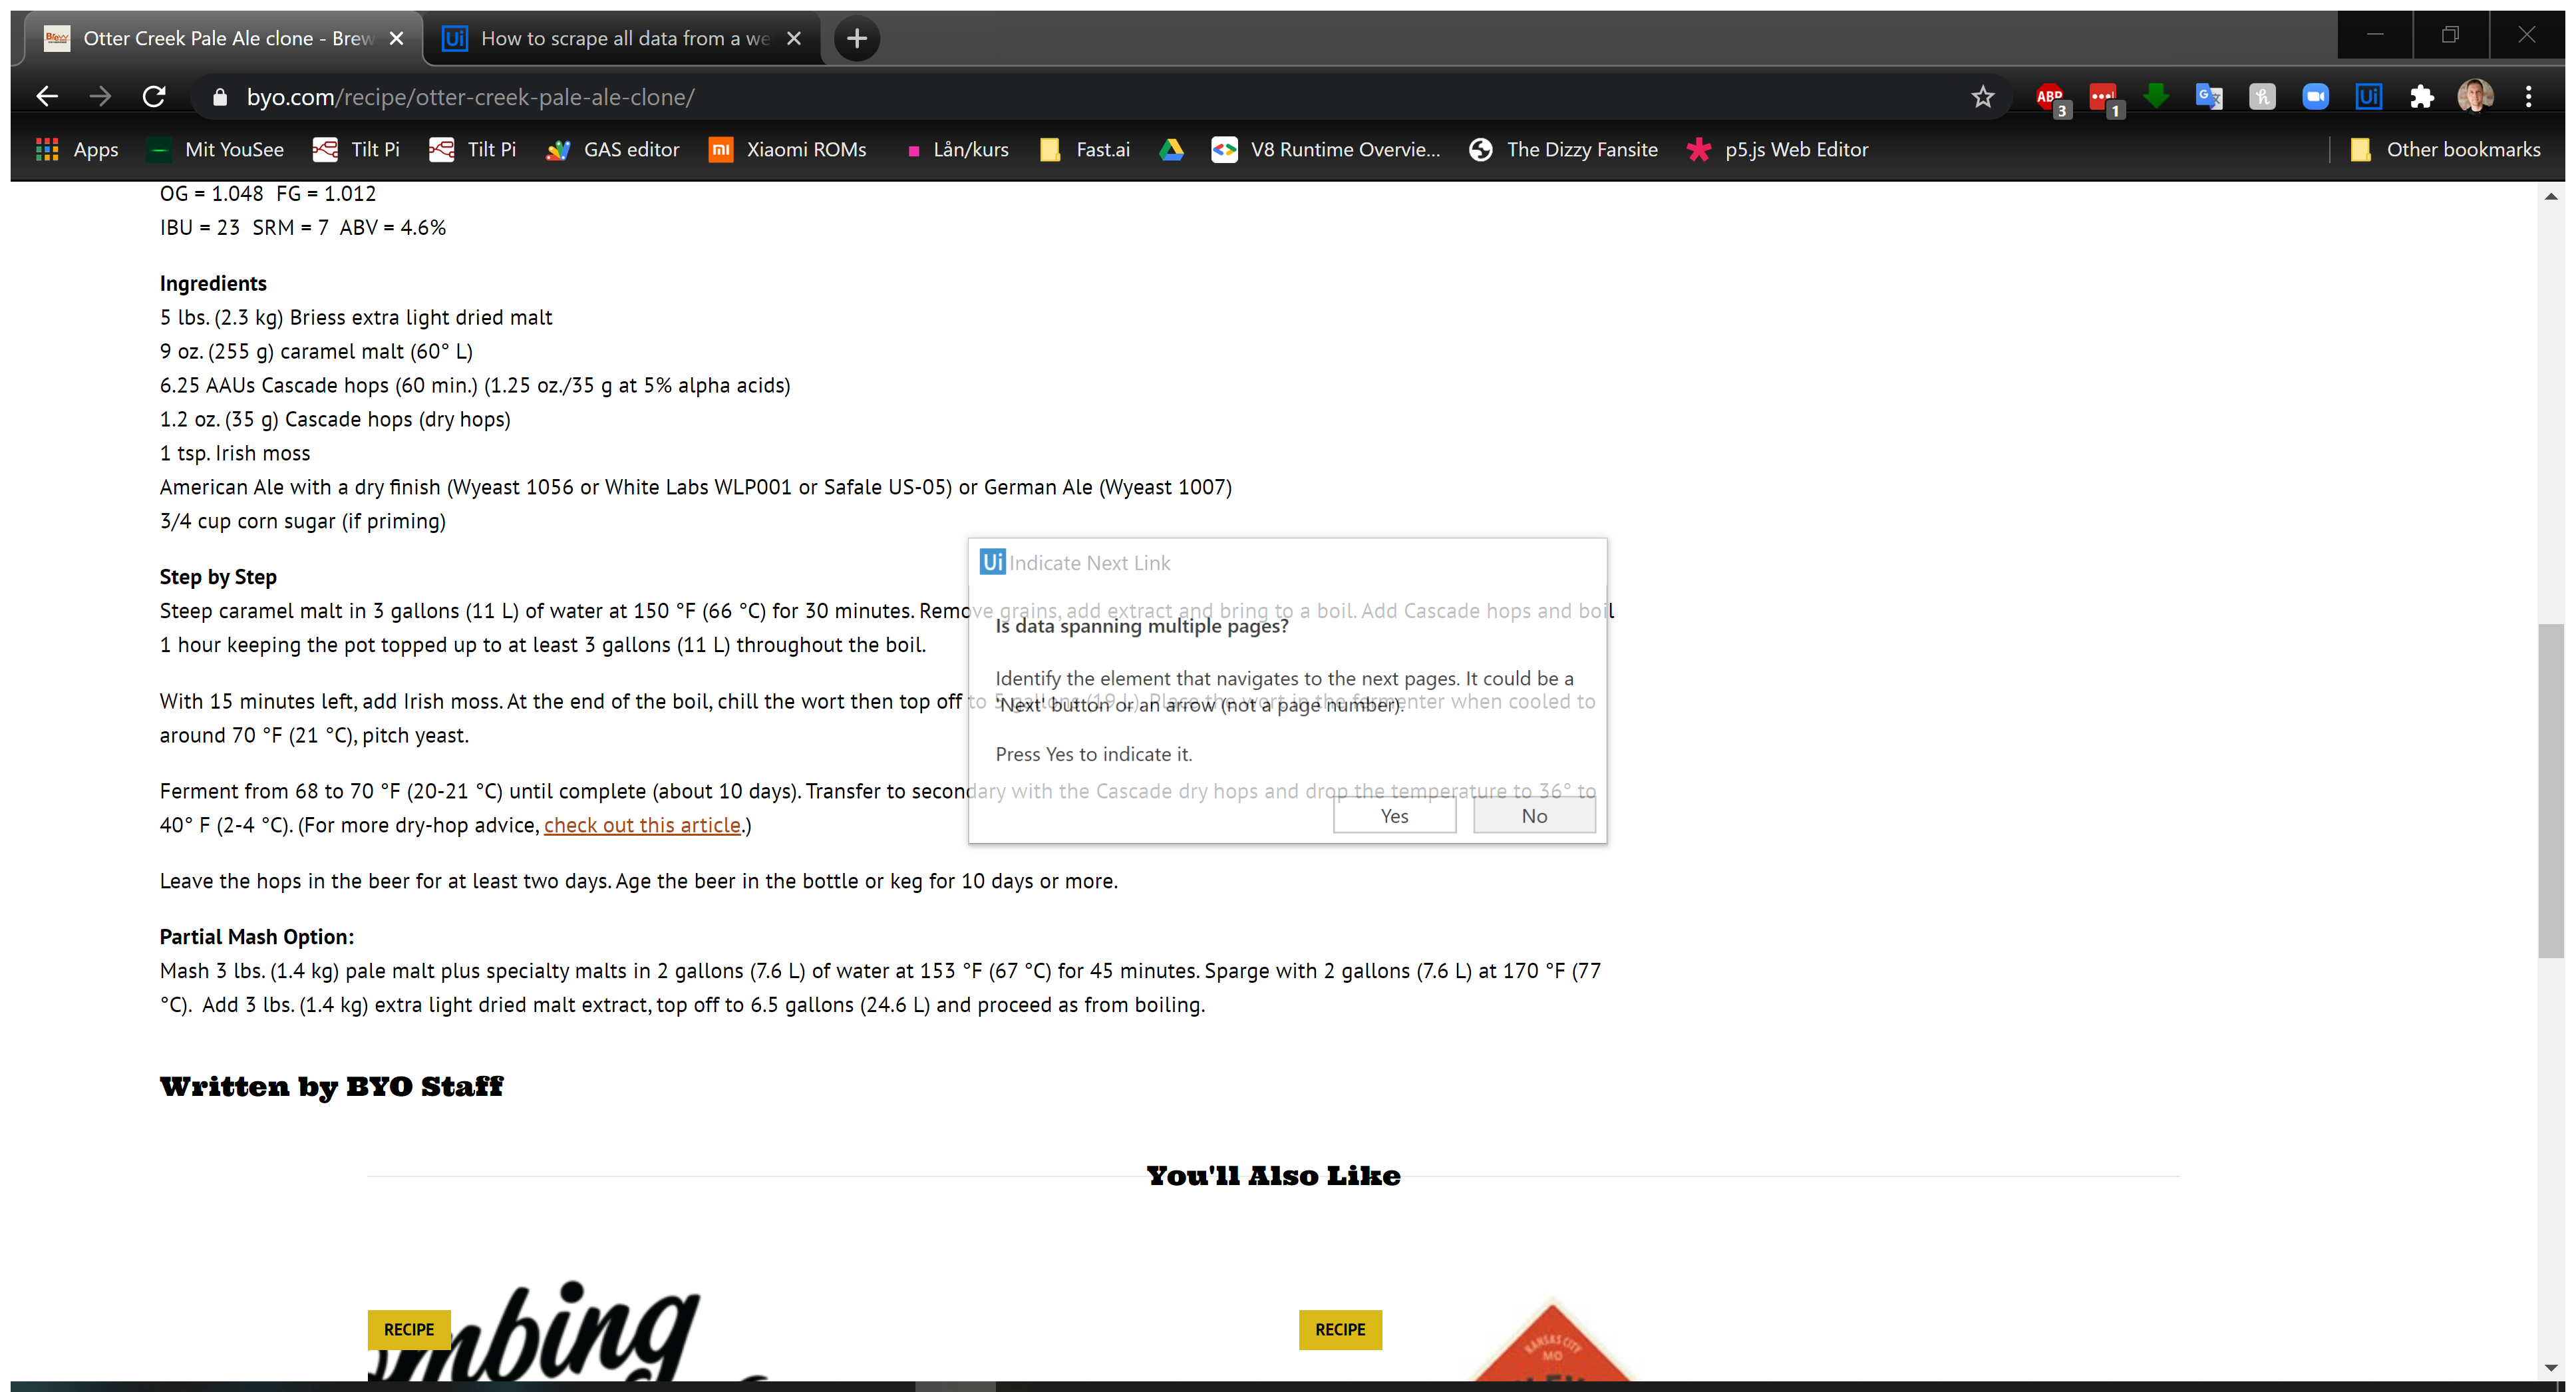 Otter Creek Pale Ale clone - Brew
How to scrape all data from a we
byo.com/recipe/otter-creek-pale-ale-clone/
ABP
3
1
Ui
Apps
Mit YouSee
Tilt Pi
Tilt Pi
GAS editor
Xiaomi ROMs
Lån/kurs
Fast.ai
V8 Runtime Overvie...
The Dizzy Fansite
p5.js Web Editor
Other bookmarks
OG = 1.048 FG = 1.012
IBU = 23 SRM = 7 ABV = 4.6%
Ingredients
5 lbs. (2.3 kg) Briess extra light dried malt
9 oz. (255 g) caramel malt (60° L)
6.25 AAUs Cascade hops (60 min.) (1.25 oz./35 g at 5% alpha acids)
1.2 oz. (35 g) Cascade hops (dry hops)
1 tsp. Irish moss
American Ale with a dry finish (Wyeast 1056 or White Labs WLP001 or Safale US-05) or German Ale (Wyeast 1007)
3/4 cup corn sugar (if priming)
Step by Step
Steep caramel malt in 3 gallons (11 L) of water at 150 °F (66 °C) for 30 minutes. Remove grains, add extract and bring to a boil. Add Cascade hops and boil
1 hour keeping the pot topped up to at least 3 gallons (11 L) throughout the boil.
With 15 minutes left, add Irish moss. At the end of the boil, chill the wort then top off to 5 gallons (19 L). Place the wort in the fermenter when cooled to
around 70 °F (21 °C), pitch yeast.
Ferment from 68 to 70 °F (20-21 °C) until complete (about 10 days). Transfer to secondary with the Cascade dry hops and drop the temperature to 36° to
40° F (2-4 °C). (For more dry-hop advice, check out this article.)
Leave the hops in the beer for at least two days. Age the beer in the bottle or keg for 10 days or more.
Partial Mash Option:
Mash 3 lbs. (1.4 kg) pale malt plus specialty malts in 2 gallons (7.6 L) of water at 153 °F (67 °C) for 45 minutes. Sparge with 2 gallons (7.6 L) at 170 °F (77
°C). Add 3 lbs. (1.4 kg) extra light dried malt extract, top off to 6.5 gallons (24.6 L) and proceed as from boiling.
Ui Indicate Next Link
Is data spanning multiple pages?
Identify the element that navigates to the next pages. It could be a
'Next' button or an arrow (not a page number).
Press Yes to indicate it.
Yes
No
Written by BYO Staff
You'll Also Like
RECIPE
mbing
RECIPE
KANSAS CITY
MO